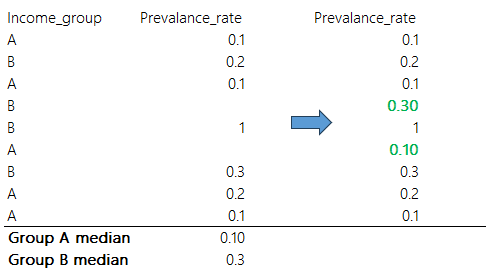 Income_group Prevalance_rate Prevalance_rate
A 0.1 0.1
B 0.2 0.2
A 0.1 0.1
B 0.30
B 1 1
A 0.10
B 0.3 0.3
A 0.2 0.2
A 0.1 0.1
Group A median 0.10
Group B median 0.3